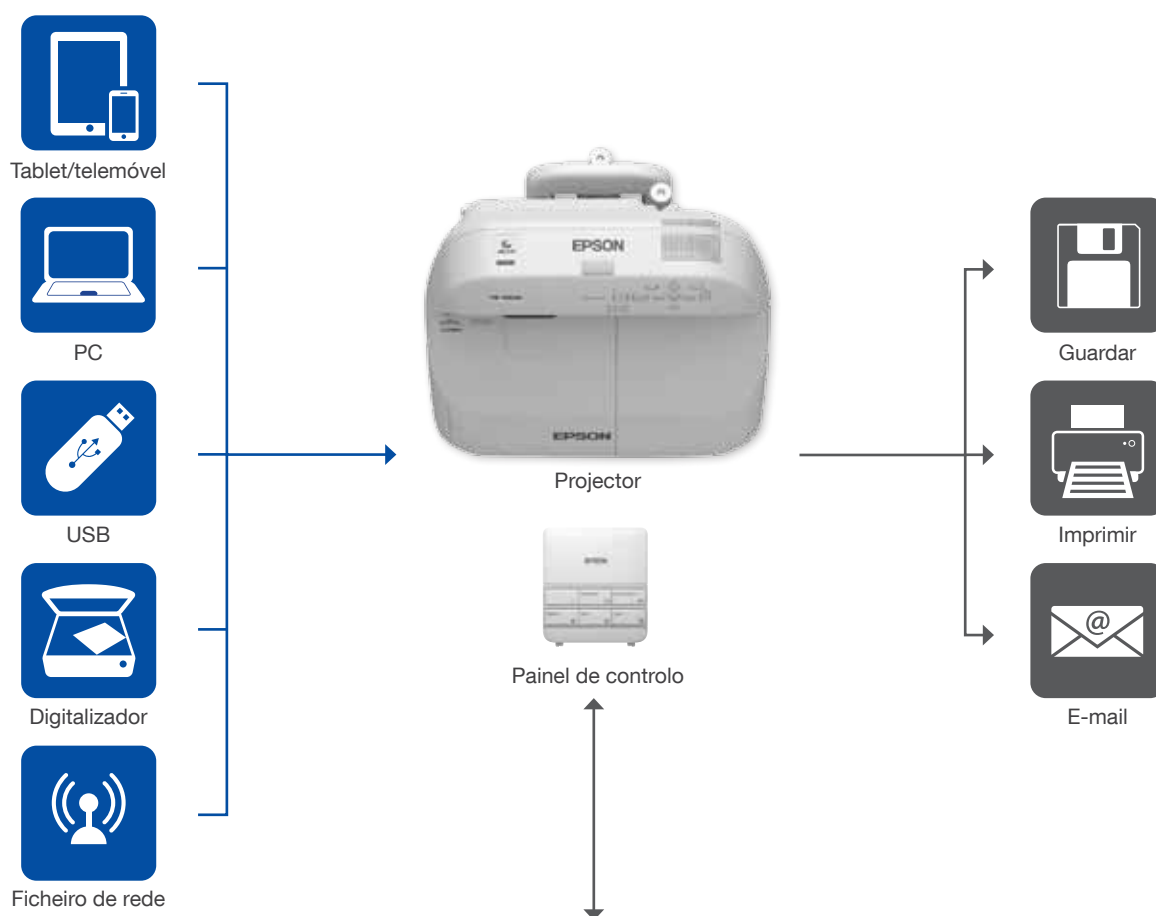 Tablet/telemóvel
PC
USB
Digitalizador
Ficheiro de rede
EPSON
EPSON
Projector
EPSON
Painel de controlo
Guardar
Imprimir
@
E-mail